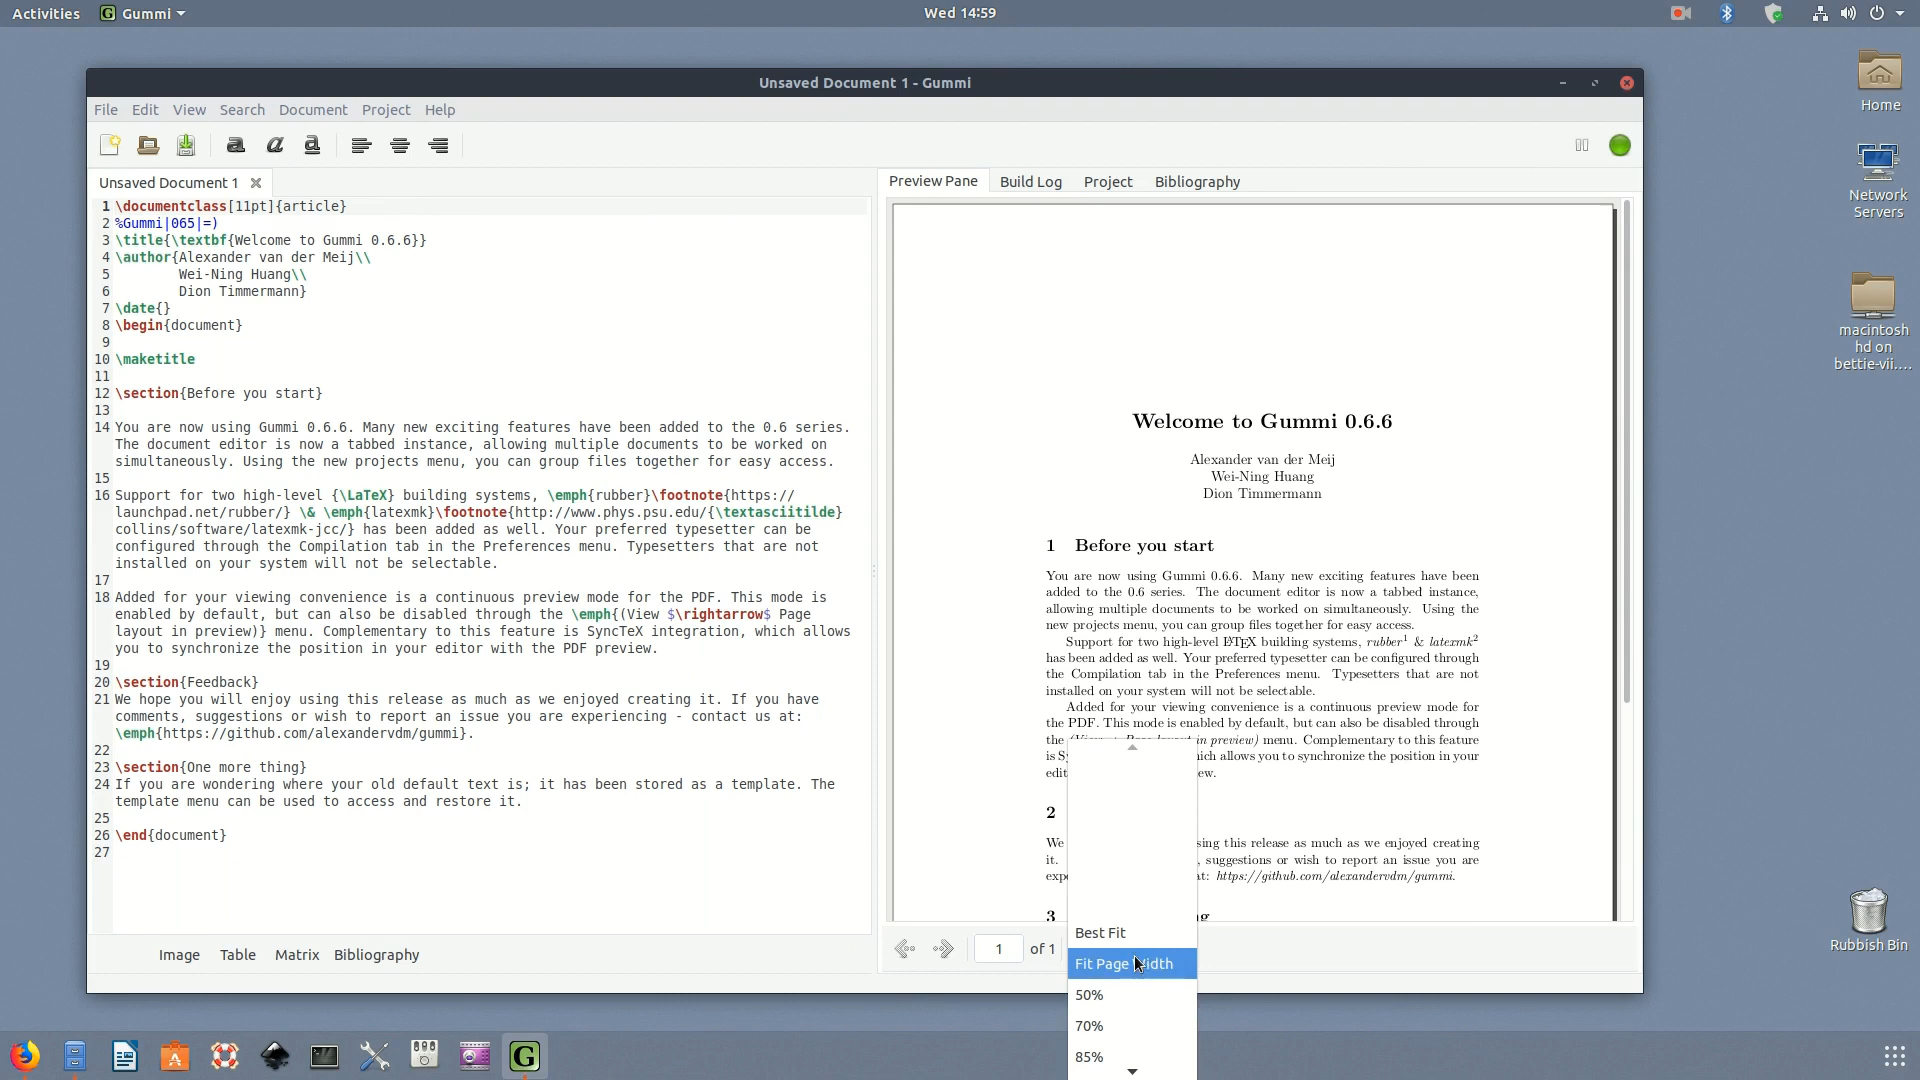 Activities
Gummi
Wed 14:59
Home
Network
Servers
macintosh
hd on
bettie-vii....
Rubbish Bin
Unsaved Document 1 - Gummi
File Edit View Search Document Project Help
a a a
Unsaved Document 1
1 \documentclass[11pt]{article}
2 %Gummi|065|=)
3 \title{\textbf{Welcome to Gummi 0.6.6}}
4 \author{Alexander van der Meij\\
5 Wei-Ning Huang\\
6 Dion Timmermann}
7 \date{}
8 \begin{document}
9
10 \maketitle
11
12 \section{Before you start}
13
14 You are now using Gummi 0.6.6. Many new exciting features have been added to the 0.6 series.
The document editor is now a tabbed instance, allowing multiple documents to be worked on
simultaneously. Using the new projects menu, you can group files together for easy access.
15
16 Support for two high-level {\LaTeX} building systems, \emph{rubber}\footnote{https://
launchpad.net/rubber/} \& \emph{latexmk}\footnote{http://www.phys.psu.edu/{\textasciitilde}
collins/software/latexmk-jcc/} has been added as well. Your preferred typesetter can be
configured through the Compilation tab in the Preferences menu. Typesetters that are not
installed on your system will not be selectable.
17
18 Added for your viewing convenience is a continuous preview mode for the PDF. This mode is
enabled by default, but can also be disabled through the \emph{(View $\rightarrow$ Page
layout in preview)} menu. Complementary to this feature is SyncTeX integration, which allows
you to synchronize the position in your editor with the PDF preview.
19
20 \section{Feedback}
21 We hope you will enjoy using this release as much as we enjoyed creating it. If you have
comments, suggestions or wish to report an issue you are experiencing - contact us at:
\emph{https://github.com/alexandervdm/gummi}.
22
23 \section{One more thing}
24 If you are wondering where your old default text is; it has been stored as a template. The
template menu can be used to access and restore it.
25
26 \end{document}
27
Image Table Matrix Bibliography
Preview Pane Build Log Project Bibliography
Welcome to Gummi 0.6.6
Alexander van der Meij
Wei-Ning Huang
Dion Timmermann
1 Before you start
You are now using Gummi 0.6.6. Many new exciting features have been
added to the 0.6 series. The document editor is now a tabbed instance,
allowing multiple documents to be worked on simultaneously. Using the
new projects menu, you can group files together for easy access.
Support for two high-level LATEX building systems, rubber¹ & latexmk²
has been added as well. Your preferred typesetter can be configured through
the Compilation tab in the Preferences menu. Typesetters that are not
installed on your system will not be selectable.
Added for your viewing convenience is a continuous preview mode for
the PDF. This mode is enabled by default, but can also be disabled through
the in preview) menu. Complementary to this feature
is allows you to synchronize the position in your
2
We sing this release as much as we enjoyed creating
it. , suggestions or wish to report an issue you are
at: https://github.com/alexandervdm/gummi.
3
1 of 1
Best Fit
Fit Page Width
50%
70%
85%
G